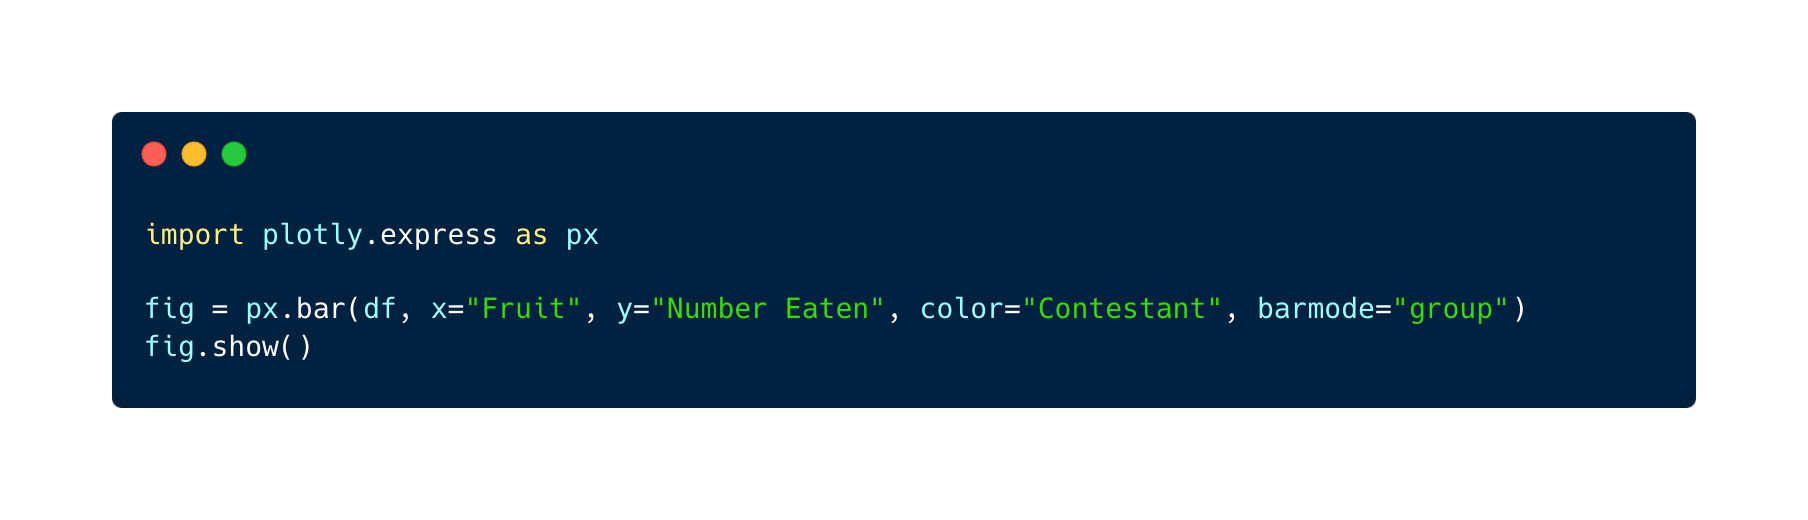 import plotly.express as px
fig = px.bar(df, x="Fruit", y="Number Eaten", color="Contestant", barmode="group")
fig.show()